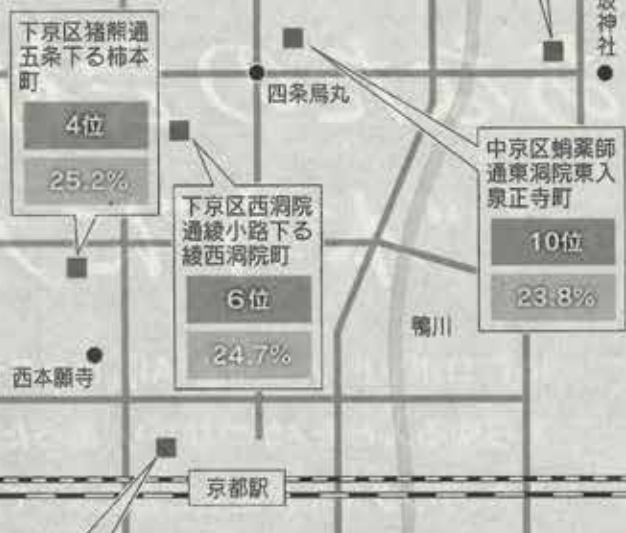 下京区猪熊通
五条下る柿本
町
4位
25.2%
四条烏丸
坂神社
中京区蛸薬師
通東洞院東入
泉正寺町
10位
23.8%
下京区西洞院
通綾小路下る
綾西洞院町
6位
24.7%
鴨川
西本願寺
京都駅